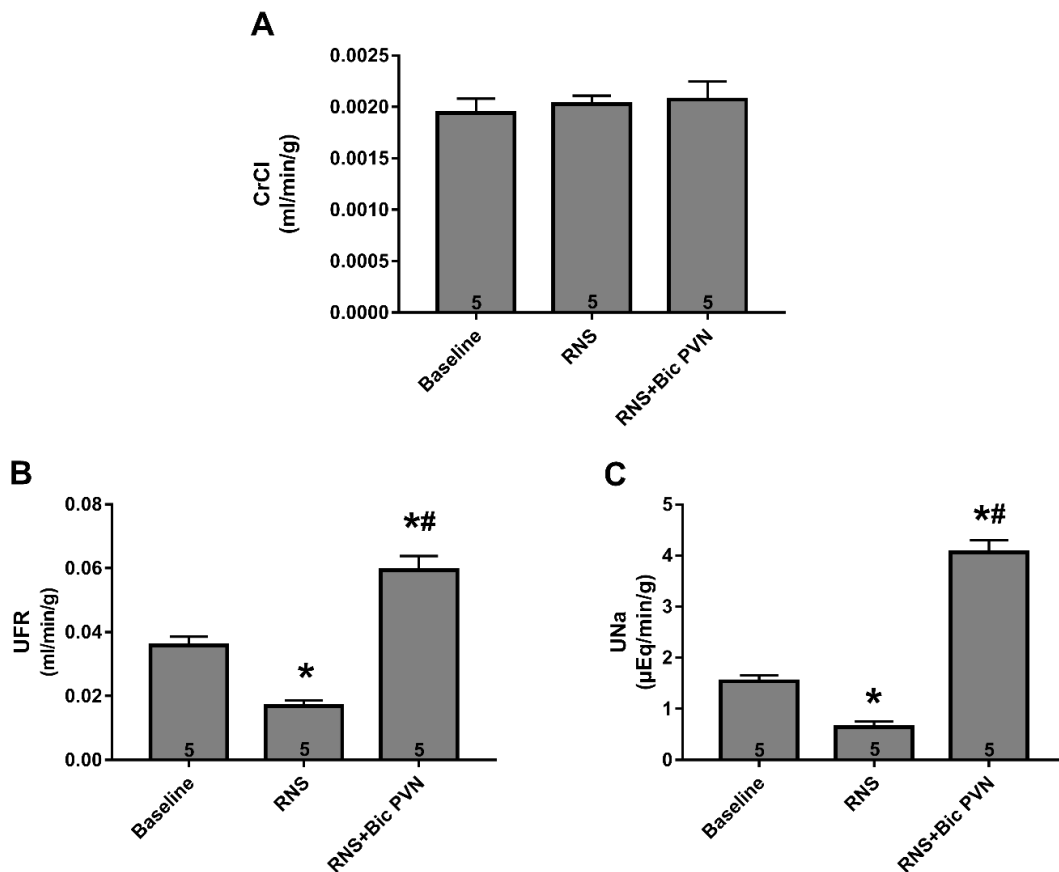 A
CrCl
(ml/min/g)
0.0025
0.0020
0.0015
0.0010
0.0005
0.0000
5
5
5
Baseline
RNS
RNS+Bic PVN
B
UFR
(ml/min/g)
0.08
0.06
0.04
0.02
0.00
*
*#
5
5
5
Baseline
RNS
RNS+Bic PVN
C
UNa
(µEq/min/g)
5
4
3
2
1
0
*
*#
5
5
5
Baseline
RNS
RNS+Bic PVN